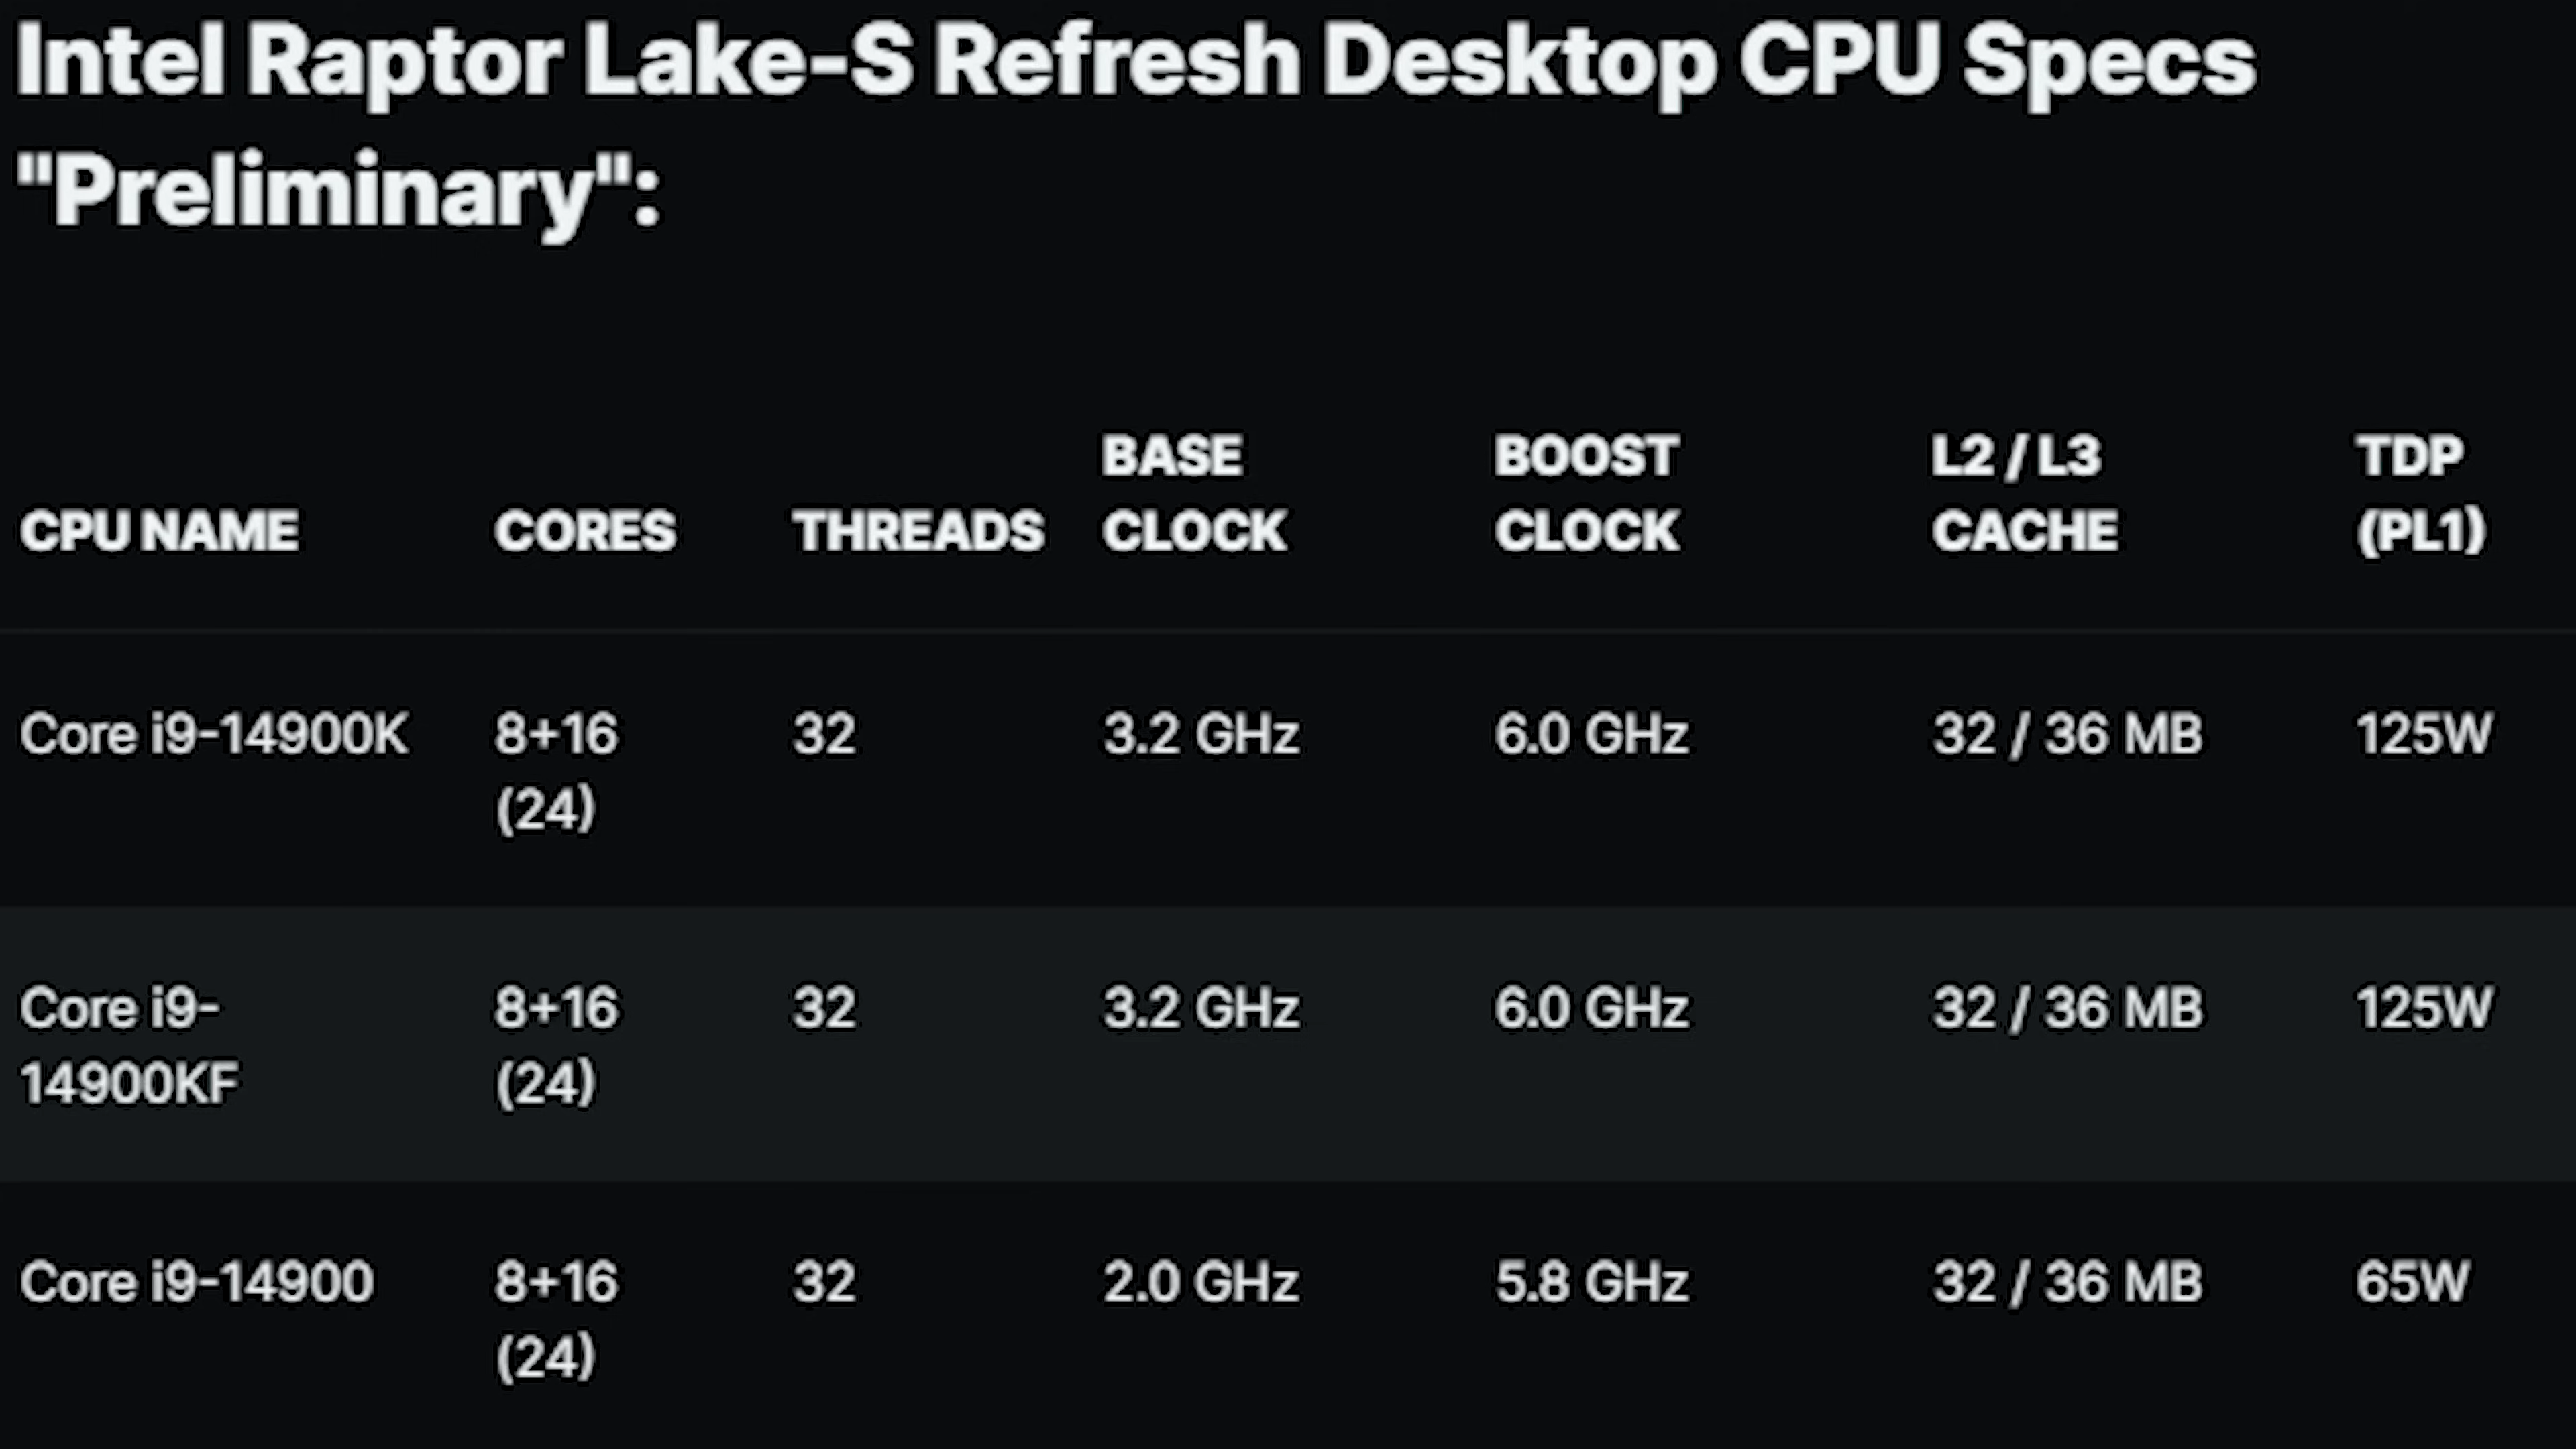 Intel Raptor Lake-S Refresh Desktop CPU Specs
"Preliminary":
CPU NAME CORES THREADS BASE CLOCK BOOST CLOCK L2 / L3 CACHE TDP (PL1)
Core i9-14900K 8+16 (24) 32 3.2 GHz 6.0 GHz 32 / 36 MB 125W
Core i9-14900KF 8+16 (24) 32 3.2 GHz 6.0 GHz 32 / 36 MB 125W
Core i9-14900 8+16 (24) 32 2.0 GHz 5.8 GHz 32 / 36 MB 65W